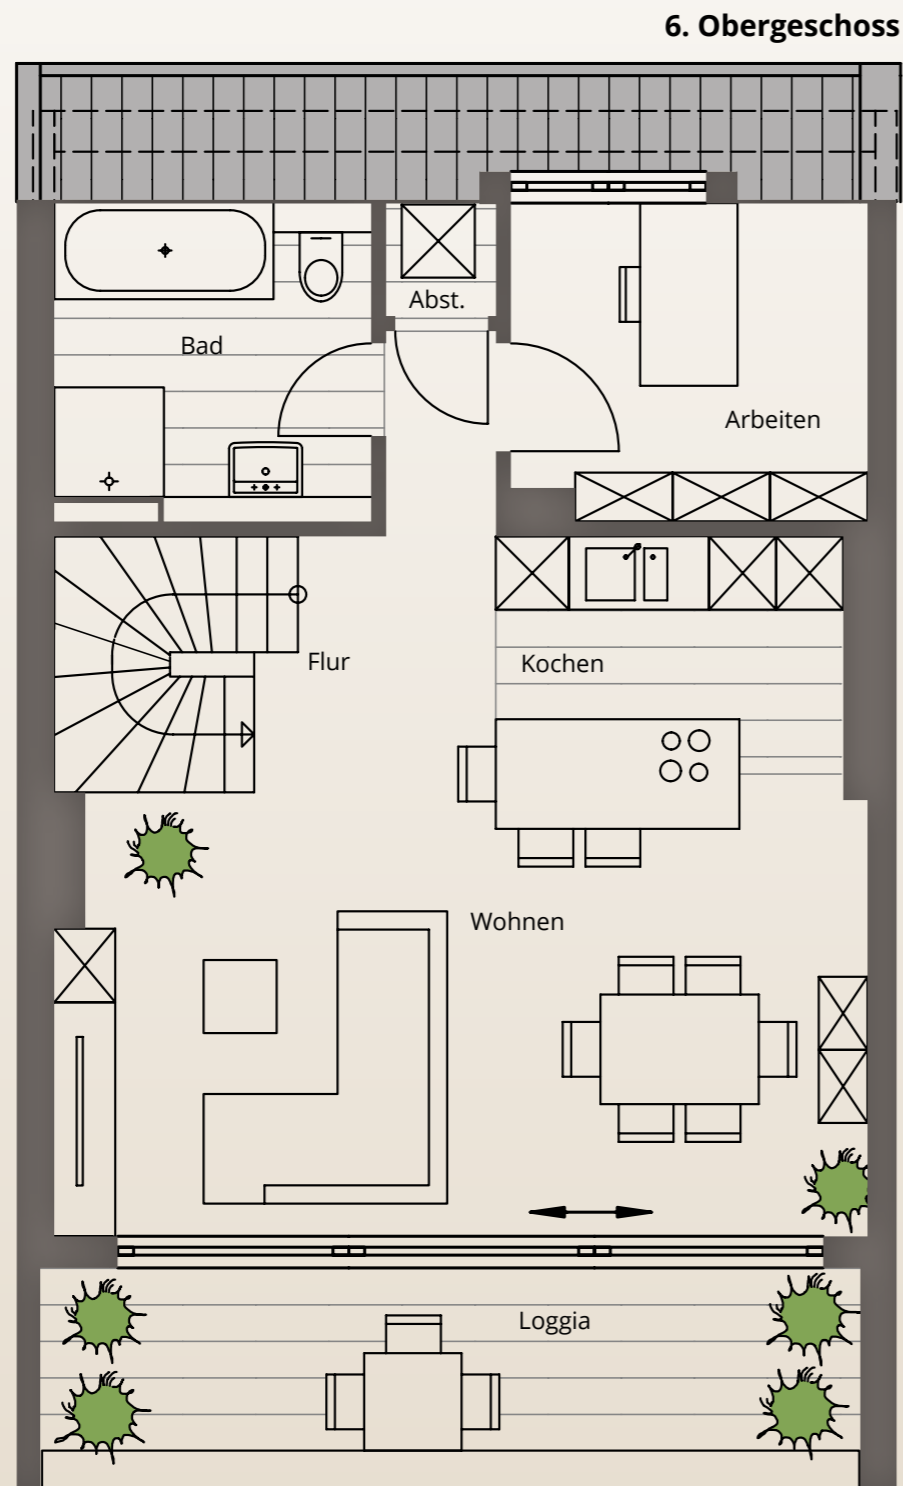 6. Obergeschoss
Abst.
Bad
Arbeiten
Flur
Kochen
Wohnen
Loggia